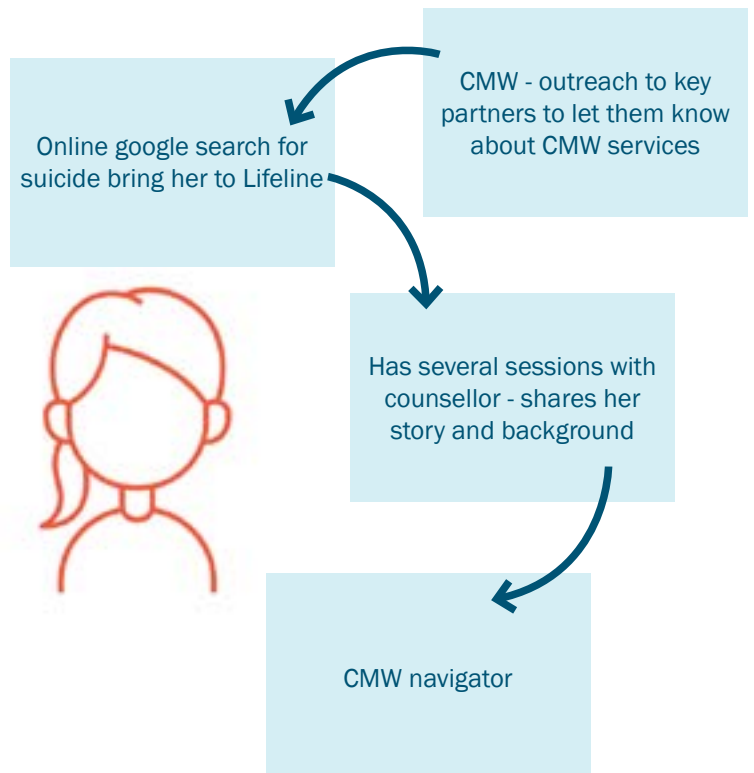 CMW - outreach to key
partners to let them know
about CMW services
Online google search for
suicide bring her to Lifeline
Has several sessions with
counsellor - shares her
story and background
CMW navigator